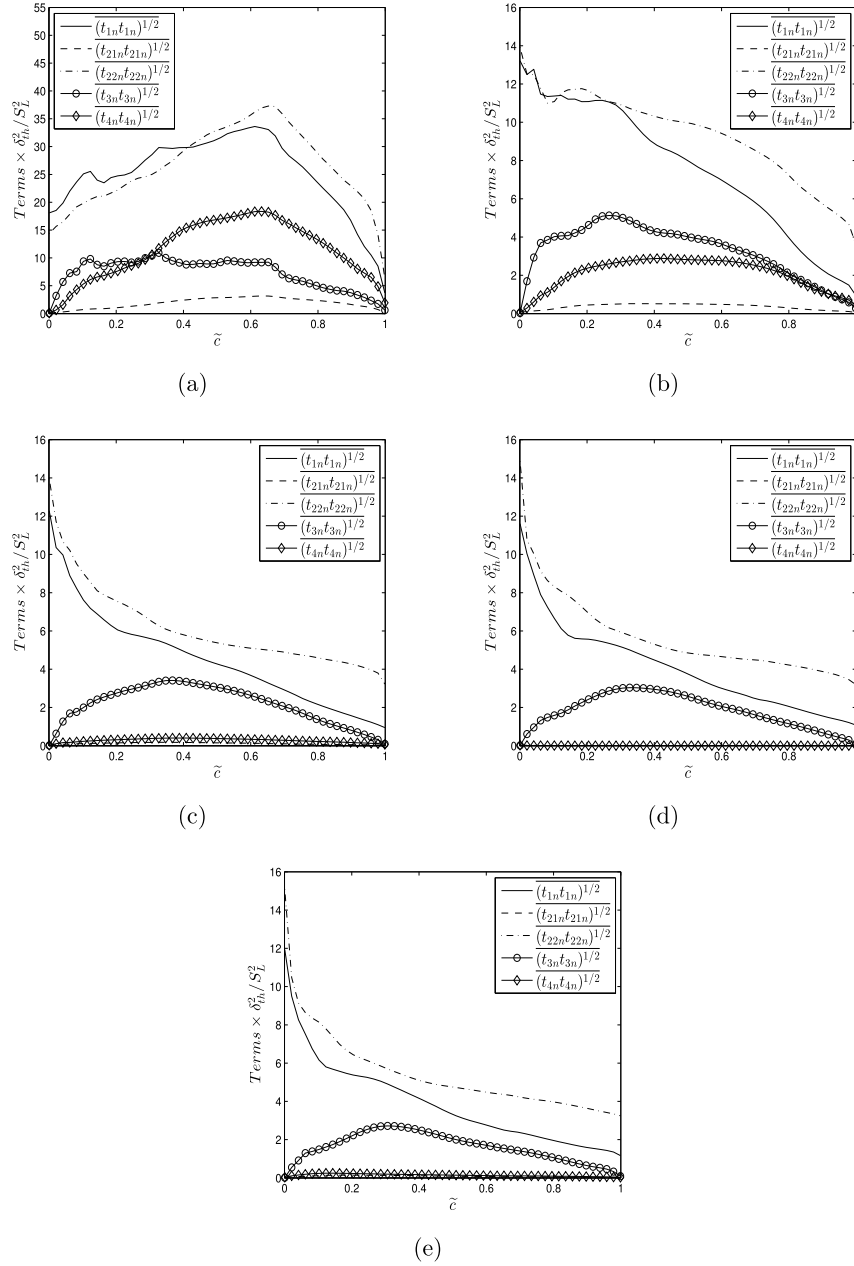 55
50
45
40
35
30
25
20
15
10
5
0
0 0.2 0.4 0.6 0.8 1
Terms × δ²ₜₕ/S²_L
c̃
(t₁ₙt₁ₙ)^{1/2}
(t₂₁ₙt₂₁ₙ)^{1/2}
(t₂₂ₙt₂₂ₙ)^{1/2}
(t₃ₙt₃ₙ)^{1/2}
(t₄ₙt₄ₙ)^{1/2}
(a)
16
14
12
10
8
6
4
2
0
0 0.2 0.4 0.6 0.8
Terms × δ²ₜₕ/S²_L
c̃
(t₁ₙt₁ₙ)^{1/2}
(t₂₁ₙt₂₁ₙ)^{1/2}
(t₂₂ₙt₂₂ₙ)^{1/2}
(t₃ₙt₃ₙ)^{1/2}
(t₄ₙt₄ₙ)^{1/2}
(b)
16
14
12
10
8
6
4
2
0
0 0.2 0.4 0.6 0.8 1
Terms × δ²ₜₕ/S²_L
c̃
(t₁ₙt₁ₙ)^{1/2}
(t₂₁ₙt₂₁ₙ)^{1/2}
(t₂₂ₙt₂₂ₙ)^{1/2}
(t₃ₙt₃ₙ)^{1/2}
(t₄ₙt₄ₙ)^{1/2}
(c)
16
14
12
10
8
6
4
2
0
0 0.2 0.4 0.6 0.8
Terms × δ²ₜₕ/S²_L
c̃
(t₁ₙt₁ₙ)^{1/2}
(t₂₁ₙt₂₁ₙ)^{1/2}
(t₂₂ₙt₂₂ₙ)^{1/2}
(t₃ₙt₃ₙ)^{1/2}
(t₄ₙt₄ₙ)^{1/2}
(d)
16
14
12
10
8
6
4
2
0
0 0.2 0.4 0.6 0.8 1
Terms × δ²ₜₕ/S²_L
c̃
(t₁ₙt₁ₙ)^{1/2}
(t₂₁ₙt₂₁ₙ)^{1/2}
(t₂₂ₙt₂₂ₙ)^{1/2}
(t₃ₙt₃ₙ)^{1/2}
(t₄ₙt₄ₙ)^{1/2}
(e)